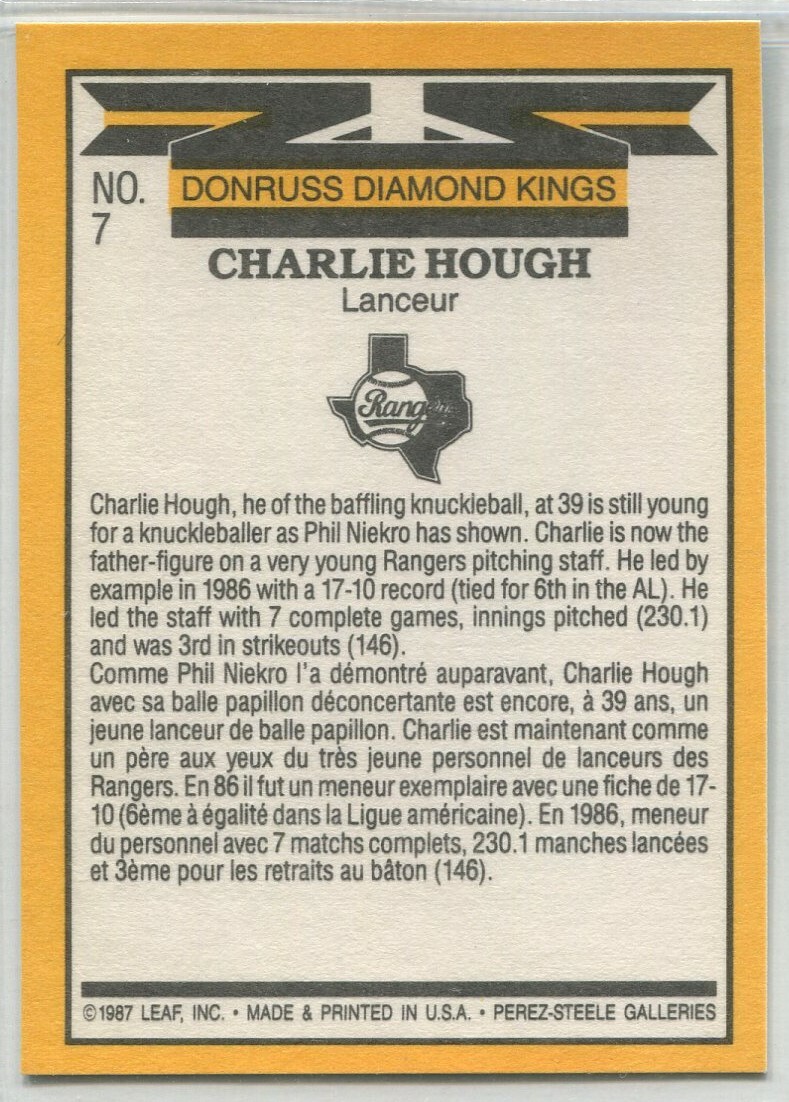 NO.
7
DONRUSS DIAMOND KINGS
CHARLIE HOUGH
Lanceur
Rangers
Charlie Hough, he of the baffling knuckleball, at 39 is still young
for a knuckleballer as Phil Niekro has shown. Charlie is now the
father-figure on a very young Rangers pitching staff. He led by
example in 1986 with a 17-10 record (tied for 6th in the AL). He
led the staff with 7 complete games, innings pitched (230.1)
and was 3rd in strikeouts (146).
Comme Phil Niekro l'a démontré auparavant, Charlie Hough
avec sa balle papillon déconcertante est encore, à 39 ans, un
jeune lanceur de balle papillon. Charlie est maintenant comme
un père aux yeux du très jeune personnel de lanceurs des
Rangers. En 86 il fut un meneur exemplaire avec une fiche de 17-
10 (6ème à égalité dans la Ligue américaine). En 1986, meneur
du personnel avec 7 matchs complets, 230.1 manches lancées
et 3ème pour les retraits au bâton (146).
©1987 LEAF, INC. • MADE & PRINTED IN U.S.A. • PEREZ-STEELE GALLERIES